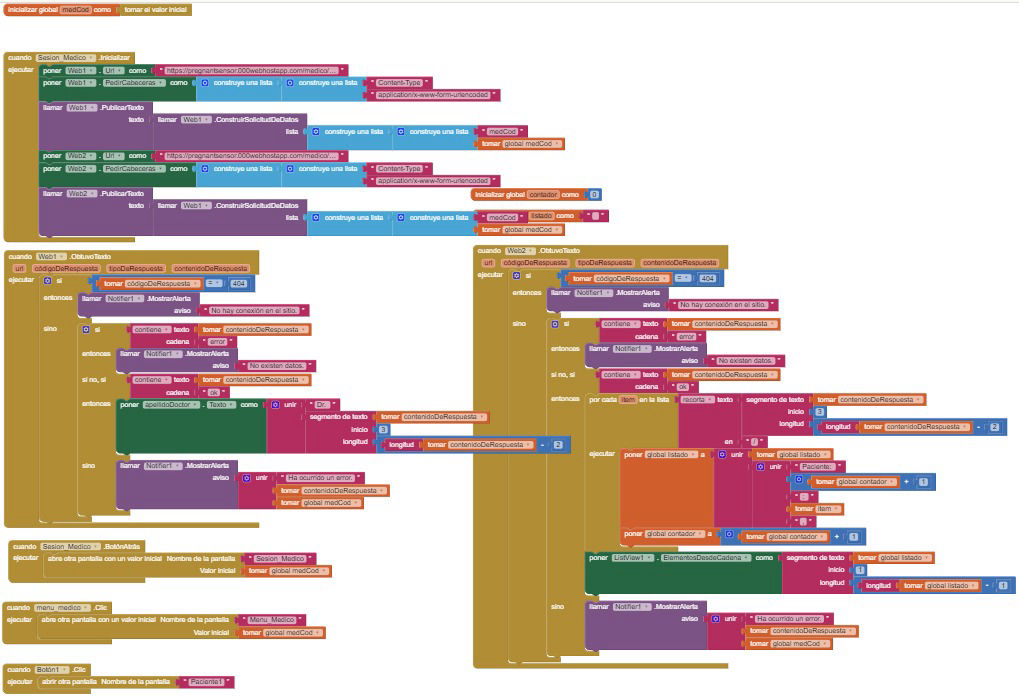 inicializar global medCod como tomar el valor inicial
cuando Sesion_Medico .Inicializar
ejecutar poner Web1 . Url como " https://pregnantsensor.000webhostapp.com/medico/... "
poner Web1 . PedirCabeceras como construye una lista construye una lista " Content-Type "
" application/x-www-form-urlencoded "
llamar Web1 .PublicarTexto
texto llamar Web1 .ConstruirSolicitudDeDatos
lista construye una lista construye una lista " medCod "
tomar global medCod
poner Web2 . Url como " https://pregnantsensor.000webhostapp.com/medico/... "
poner Web2 . PedirCabeceras como construye una lista construye una lista " Content-Type "
" application/x-www-form-urlencoded "
llamar Web2 .PublicarTexto
texto llamar Web1 .ConstruirSolicitudDeDatos
lista construye una lista construye una lista " medCod "
tomar global medCod
inicializar global contador como 0
listado como " "
cuando Web1 .ObtuvoTexto
url códigoDeRespuesta tipoDeRespuesta contenidoDeRespuesta
ejecutar si tomar códigoDeRespuesta = 404
entonces llamar Notifier1 .MostrarAlerta
aviso " No hay conexión en el sitio. "
sino si contiene texto tomar contenidoDeRespuesta
cadena " error "
entonces llamar Notifier1 .MostrarAlerta
aviso " No existen datos. "
si no, si contiene texto tomar contenidoDeRespuesta
cadena " ok "
entonces poner apellidoDoctor . Texto como unir " Dr. "
segmento de texto tomar contenidoDeRespuesta
inicio 3
longitud longitud tomar contenidoDeRespuesta - 2
sino llamar Notifier1 .MostrarAlerta
aviso unir " Ha ocurrido un error. "
tomar contenidoDeRespuesta
tomar global medCod
cuando Sesion_Medico .BotónAtrás
ejecutar abre otra pantalla con un valor inicial Nombre de la pantalla " Sesion_Medico "
Valor inicial tomar global medCod
cuando menu_medico .Clic
ejecutar abre otra pantalla con un valor inicial Nombre de la pantalla " Menu_Medico "
Valor inicial tomar global medCod
cuando Botón1 .Clic
ejecutar abrir otra pantalla Nombre de la pantalla " Paciente1 "
cuando Web2 .ObtuvoTexto
url códigoDeRespuesta tipoDeRespuesta contenidoDeRespuesta
ejecutar si tomar códigoDeRespuesta = 404
entonces llamar Notifier1 .MostrarAlerta
aviso " No hay conexión en el sitio. "
sino si contiene texto tomar contenidoDeRespuesta
cadena " error "
entonces llamar Notifier1 .MostrarAlerta
aviso " No existen datos. "
si no, si contiene texto tomar contenidoDeRespuesta
cadena " ok "
entonces por cada item en la lista recorta texto segmento de texto tomar contenidoDeRespuesta
inicio 3
longitud longitud tomar contenidoDeRespuesta - 2
en " / "
ejecutar poner global listado a unir tomar global listado
unir " Paciente: "
tomar global contador + 1
" : "
tomar item
" , "
poner global contador a tomar global contador + 1
poner ListView1 . ElementosDesdeCadena como segmento de texto tomar global listado
inicio 1
longitud longitud tomar global listado - 1
sino llamar Notifier1 .MostrarAlerta
aviso unir " Ha ocurrido un error. "
tomar contenidoDeRespuesta
tomar global medCod